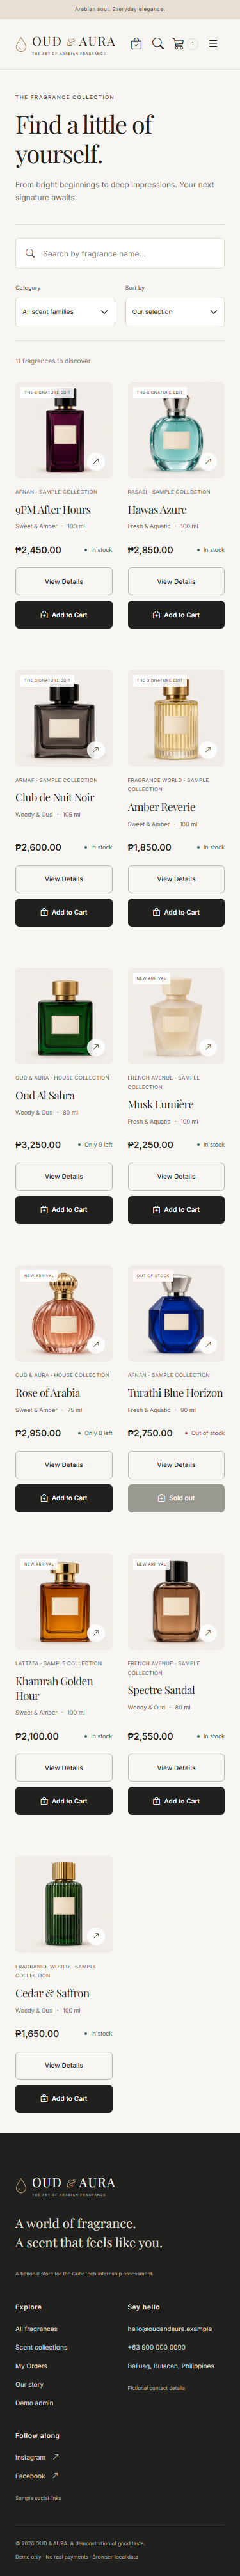 Arabian soul. Everyday elegance.
OUD & AURA
THE ART OF ARABIAN FRAGRANCE
1
THE FRAGRANCE COLLECTION
Find a little of
yourself.
From bright beginnings to deep impressions. Your next
signature awaits.
Search by fragrance name...
Category
Sort by
All scent families
Our selection
11 fragrances to discover
THE SIGNATURE EDIT
AFNAN · SAMPLE COLLECTION
9PM After Hours
Sweet & Amber · 100 ml
₱2,450.00
In stock
View Details
Add to Cart
THE SIGNATURE EDIT
RASASI · SAMPLE COLLECTION
Hawas Azure
Fresh & Aquatic · 100 ml
₱2,850.00
In stock
View Details
Add to Cart
THE SIGNATURE EDIT
ARMAF · SAMPLE COLLECTION
Club de Nuit Noir
Woody & Oud · 105 ml
₱2,600.00
In stock
View Details
Add to Cart
THE SIGNATURE EDIT
FRAGRANCE WORLD · SAMPLE
COLLECTION
Amber Reverie
Sweet & Amber · 100 ml
₱1,850.00
In stock
View Details
Add to Cart
OUD & AURA · HOUSE COLLECTION
Oud Al Sahra
Woody & Oud · 80 ml
₱3,250.00
Only 9 left
View Details
Add to Cart
NEW ARRIVAL
FRENCH AVENUE · SAMPLE
COLLECTION
Musk Lumière
Fresh & Aquatic · 100 ml
₱2,250.00
In stock
View Details
Add to Cart
NEW ARRIVAL
OUD & AURA · HOUSE COLLECTION
Rose of Arabia
Sweet & Amber · 75 ml
₱2,950.00
Only 8 left
View Details
Add to Cart
OUT OF STOCK
AFNAN · SAMPLE COLLECTION
Turathi Blue Horizon
Fresh & Aquatic · 90 ml
₱2,750.00
Out of stock
View Details
Sold out
NEW ARRIVAL
LATTAFA · SAMPLE COLLECTION
Khamrah Golden
Hour
Sweet & Amber · 100 ml
₱2,100.00
In stock
View Details
Add to Cart
NEW ARRIVAL
FRENCH AVENUE · SAMPLE
COLLECTION
Spectre Sandal
Woody & Oud · 80 ml
₱2,550.00
In stock
View Details
Add to Cart
FRAGRANCE WORLD · SAMPLE
COLLECTION
Cedar & Saffron
Woody & Oud · 100 ml
₱1,650.00
In stock
View Details
Add to Cart
OUD & AURA
THE ART OF ARABIAN FRAGRANCE
A world of fragrance.
A scent that feels like you.
A fictional store for the CubeTech internship assessment.
Explore
All fragrances
Scent collections
My Orders
Our story
Demo admin
Say hello
hello@oudandaura.example
+63 900 000 0000
Baliuag, Bulacan, Philippines
Fictional contact details
Follow along
Instagram
Facebook
Sample social links
© 2026 OUD & AURA. A demonstration of good taste.
Demo only · No real payments · Browser-local data